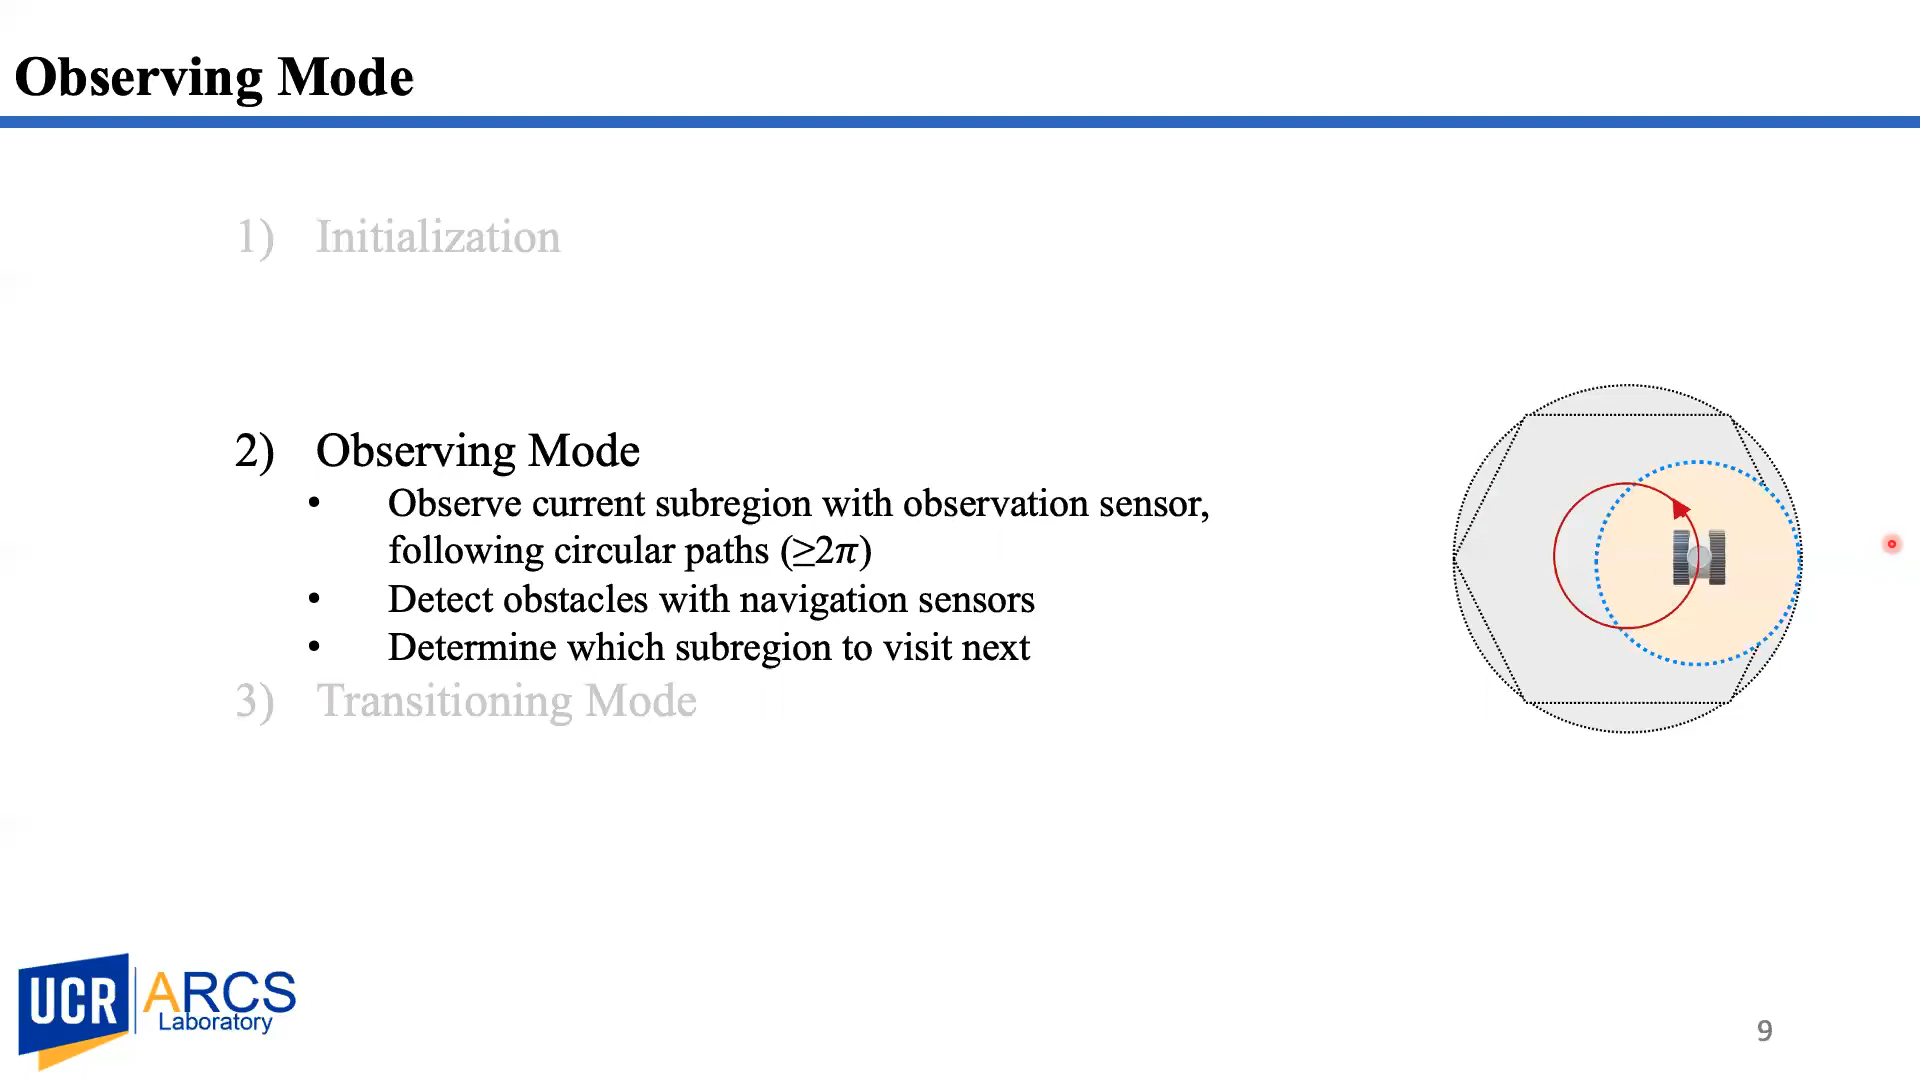 Observing Mode
1) Initialization
2) Observing Mode
• Observe current subregion with observation sensor,
following circular paths (≥2π)
• Detect obstacles with navigation sensors
• Determine which subregion to visit next
3) Transitioning Mode
UCR ARCS
Laboratory
9